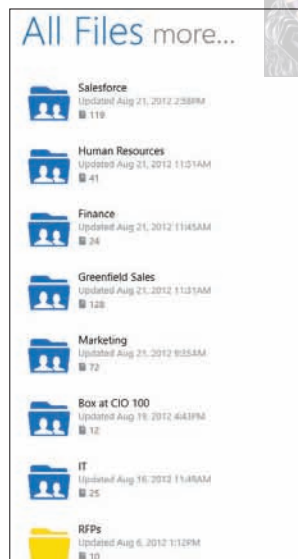 All Files more...
Salesforce
Updated Aug 21, 2012 2:58PM
119
Human Resources
Updated Aug 21, 2012 11:51AM
41
Finance
Updated Aug 21, 2012 11:45AM
24
Greenfield Sales
Updated Aug 21, 2012 11:31AM
128
Marketing
Updated Aug 21, 2012 9:35AM
72
Box at CIO 100
Updated Aug 19, 2012 4:43PM
12
IT
Updated Aug 16, 2012 11:49AM
25
RFPs
Updated Aug 6, 2012 1:12PM
10